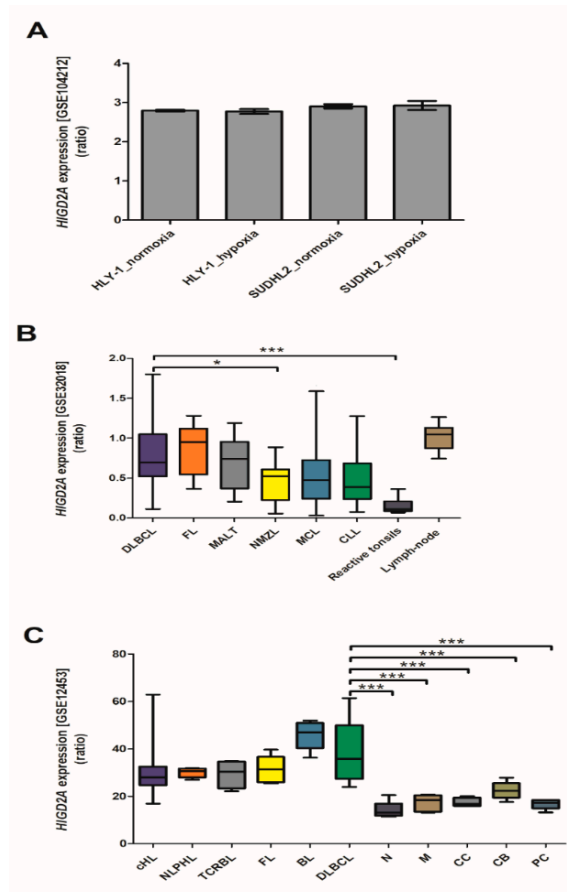 A
HIGD2A expression [GSE104212]
(ratio)
4
3
2
1
0
HLY-1_normoxia
HLY-1_hypoxia
SUDHL2_normoxia
SUDHL2_hypoxia
B
HIGD2A expression [GSE32018]
(ratio)
2.0
1.5
1.0
0.5
0.0
***
*
DLBCL
FL
MALT
NMZL
MCL
CLL
Reactive tonsils
Lymph-node
C
HIGD2A expression [GSE12453]
(ratio)
80
60
40
20
0
***
***
***
***
***
cHL
NLPHL
TCRBL
FL
BL
DLBCL
N
M
CC
CB
PC